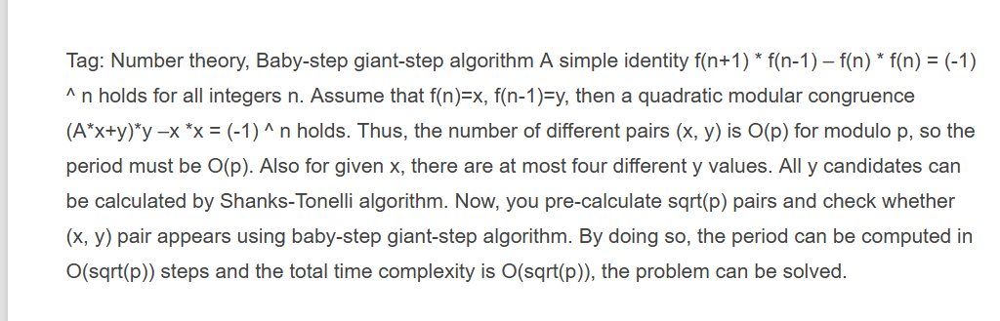 Tag: Number theory, Baby-step giant-step algorithm A simple identity f(n+1) * f(n-1) – f(n) * f(n) = (-1)
^ n holds for all integers n. Assume that f(n)=x, f(n-1)=y, then a quadratic modular congruence
(A*x+y)*y –x *x = (-1) ^ n holds. Thus, the number of different pairs (x, y) is O(p) for modulo p, so the
period must be O(p). Also for given x, there are at most four different y values. All y candidates can
be calculated by Shanks-Tonelli algorithm. Now, you pre-calculate sqrt(p) pairs and check whether
(x, y) pair appears using baby-step giant-step algorithm. By doing so, the period can be computed in
O(sqrt(p)) steps and the total time complexity is O(sqrt(p)), the problem can be solved.